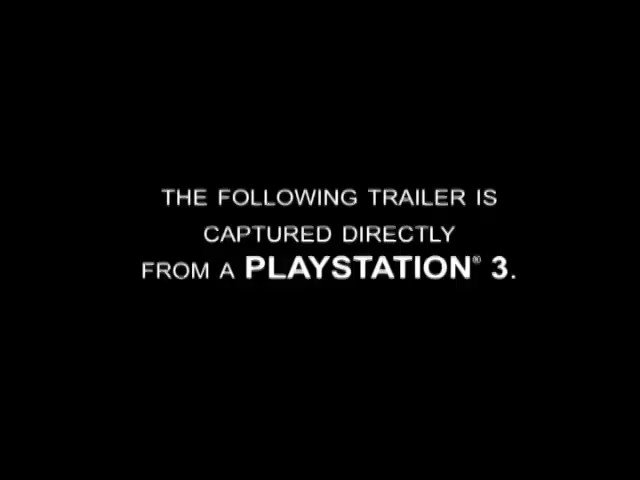 THE FOLLOWING TRAILER IS
CAPTURED DIRECTLY
FROM A PLAYSTATION® 3.